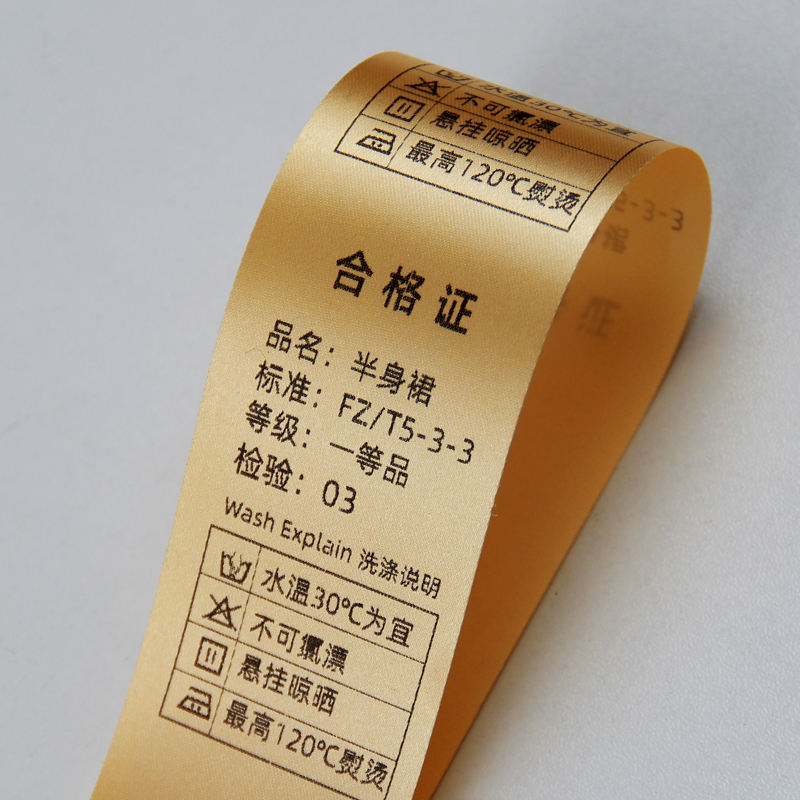 水温30℃为宜
不可氯漂
悬挂晾晒
最高120℃熨烫
合格证
品名：半身裙
标准：FZ/T5-3-3
等级：一等品
检验：03
Wash Explain 洗涤说明
水温30℃为宜
不可氯漂
悬挂晾晒
最高120℃熨烫